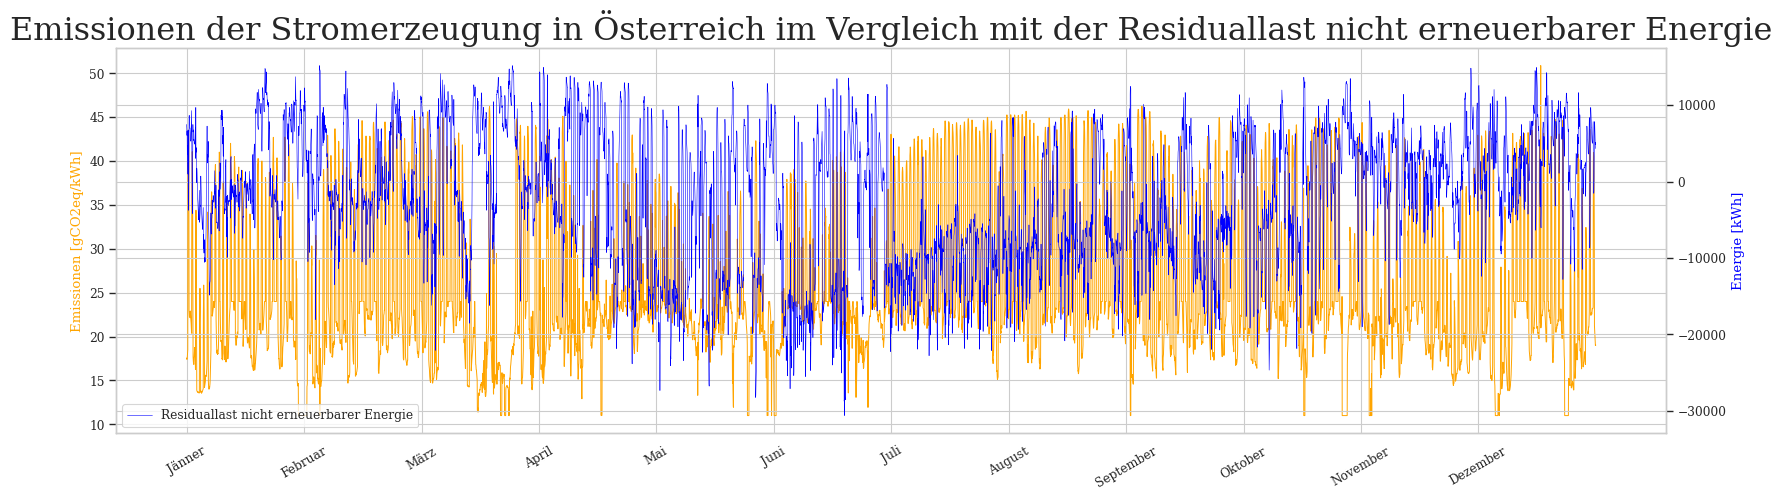 Emissionen der Stromerzeugung in Österreich im Vergleich mit der Residuallast nicht erneuerbarer Energie
50
45
40
35
30
25
20
15
10
Emissionen [gCO2eq/kWh]
10000
0
−10000
−20000
−30000
Energie [kWh]
Residuallast nicht erneuerbarer Energie
Jänner
Februar
März
April
Mai
Juni
Juli
August
September
Oktober
November
Dezember